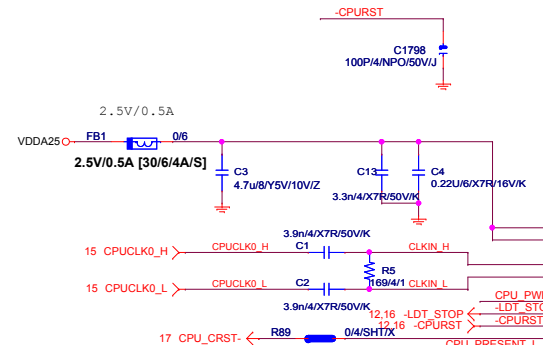 -CPURST
C1798
100P/4/NPO/50V/J
2.5V/0.5A
VDDA25
FB1
0/6
2.5V/0.5A [30/6/4A/S]
C3
4.7u/8/Y5V/10V/Z
C13
3.3n/4/X7R/50V/K
C4
0.22U/6/X7R/16V/K
3.9n/4/X7R/50V/K
15 CPUCLK0_H
CPUCLK0_H
C1
CLKIN_H
R5
169/4/1
15 CPUCLK0_L
CPUCLK0_L
C2
CLKIN_L
3.9n/4/X7R/50V/K
CPU_PW
12,16 -LDT_STOP
-LDT_STO
12,16 -CPURST
-CPURST
17 CPU_CRST-
R89
0/4/SHT/X
CPU_PRESENT_L